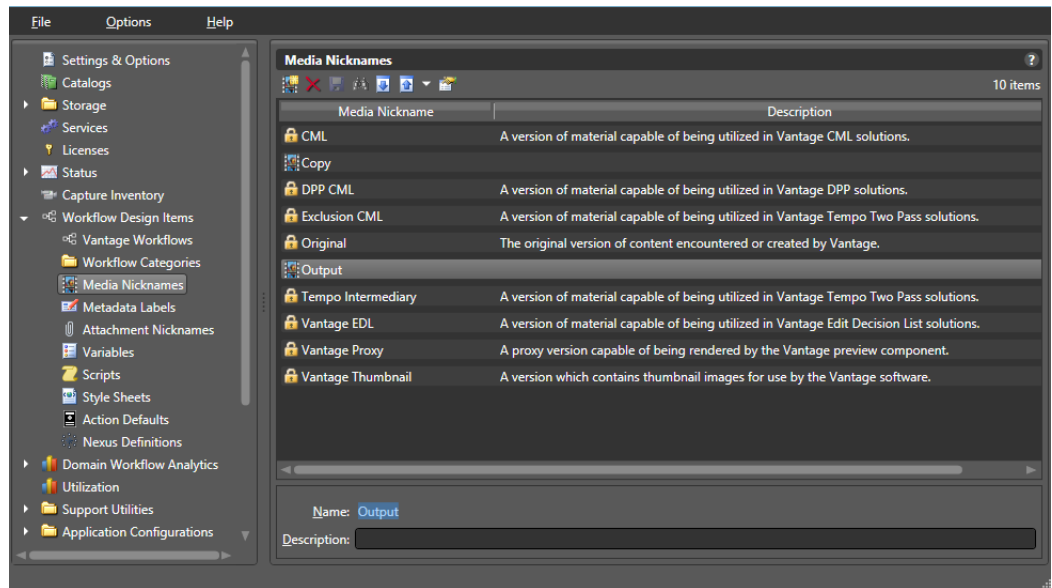 File Options Help
Settings & Options
Catalogs
Storage
Services
Licenses
Status
Capture Inventory
Workflow Design Items
Vantage Workflows
Workflow Categories
Media Nicknames
Metadata Labels
Attachment Nicknames
Variables
Scripts
Style Sheets
Action Defaults
Nexus Definitions
Domain Workflow Analytics
Utilization
Support Utilities
Application Configurations
Media Nicknames ?
10 items
Media Nickname Description
CML A version of material capable of being utilized in Vantage CML solutions.
Copy
DPP CML A version of material capable of being utilized in Vantage DPP solutions.
Exclusion CML A version of material capable of being utilized in Vantage Tempo Two Pass solutions.
Original The original version of content encountered or created by Vantage.
Output
Tempo Intermediary A version of material capable of being utilized in Vantage Tempo Two Pass solutions.
Vantage EDL A version of material capable of being utilized in Vantage Edit Decision List solutions.
Vantage Proxy A proxy version capable of being rendered by the Vantage preview component.
Vantage Thumbnail A version which contains thumbnail images for use by the Vantage software.
Name: Output
Description: